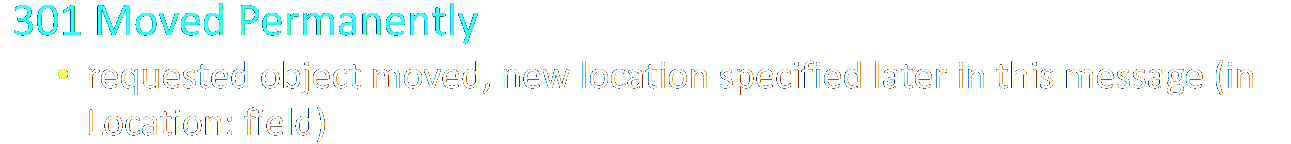 301 Moved Permanently
• requested object moved, new location specified later in this message (in
Location: field)